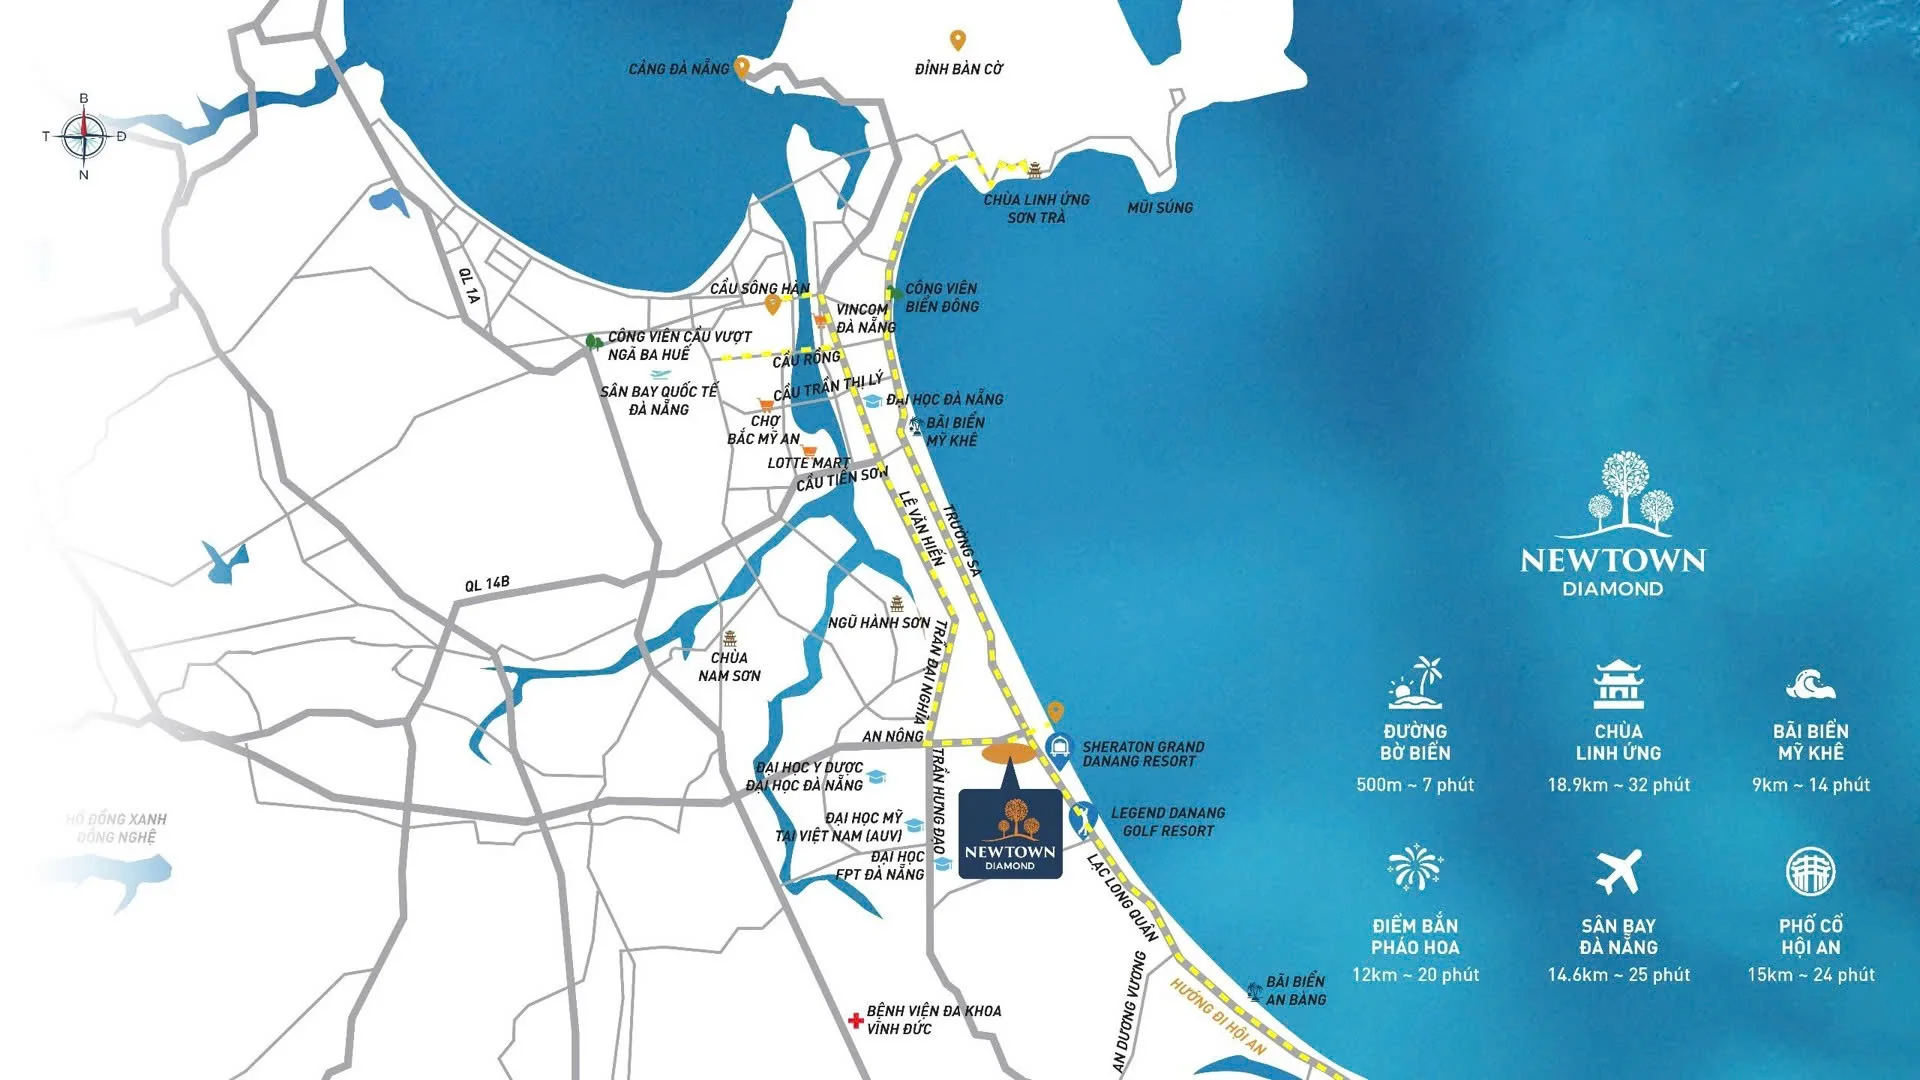 CẢNG ĐÀ NẴNG
ĐỈNH BÀN CỜ
B
T
Đ
N
CHÙA LINH ỨNG
SƠN TRÀ
MŨI SÚNG
QL 1A
CẦU SÔNG HÀN
CÔNG VIÊN
BIỂN ĐÔNG
VINCOM
ĐÀ NẴNG
CÔNG VIÊN CẦU VƯỢT
NGÃ BA HUẾ
CẦU RỒNG
SÂN BAY QUỐC TẾ
ĐÀ NẴNG
CẦU TRẦN THỊ LÝ
ĐẠI HỌC ĐÀ NẴNG
CHỢ
BẮC MỸ AN
BÃI BIỂN
MỸ KHÊ
LOTTE MART
CẦU TIÊN SƠN
LÊ VĂN HIẾN
TRƯỜNG SA
QL 14B
NGŨ HÀNH SƠN
CHÙA
NAM SƠN
TRẦN ĐẠI NGHĨA
AN NÔNG
SHERATON GRAND
DANANG RESORT
ĐẠI HỌC Y DƯỢC
ĐẠI HỌC ĐÀ NẴNG
TRẦN HƯNG ĐẠO
LEGEND DANANG
GOLF RESORT
ĐẠI HỌC MỸ
TẠI VIỆT NAM (AUV)
ĐẠI HỌC
FPT ĐÀ NẴNG
NEWTOWN
DIAMOND
HỒ ĐỒNG XANH
ĐỒNG NGHỆ
LẠC LONG QUÂN
AN DƯƠNG VƯƠNG
HƯỚNG ĐI HỘI AN
BÃI BIỂN
AN BÀNG
BỆNH VIỆN ĐA KHOA
VĨNH ĐỨC
NEWTOWN
DIAMOND
ĐƯỜNG
BỜ BIỂN
500m ~ 7 phút
CHÙA
LINH ỨNG
18.9km ~ 32 phút
BÃI BIỂN
MỸ KHÊ
9km ~ 14 phút
ĐIỂM BẮN
PHÁO HOA
12km ~ 20 phút
SÂN BAY
ĐÀ NẴNG
14.6km ~ 25 phút
PHỐ CỔ
HỘI AN
15km ~ 24 phút